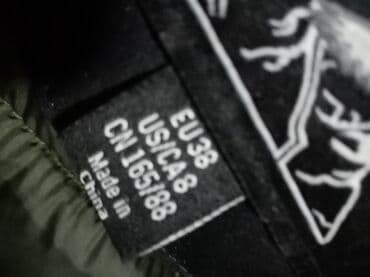 EU 38
US/CA 8
CN 165/88
Made in
China